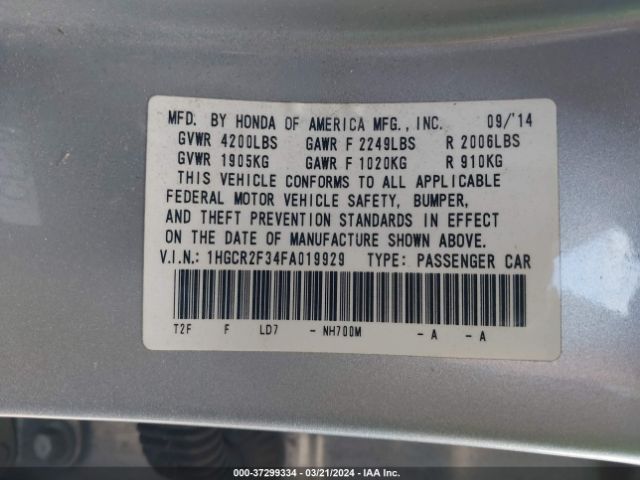 MFD. BY HONDA OF AMERICA MFG., INC. 09/'14
GVWR 4200LBS GAWR F 2249LBS R 2006LBS
GVWR 1905KG GAWR F 1020KG R 910KG
THIS VEHICLE CONFORMS TO ALL APPLICABLE
FEDERAL MOTOR VEHICLE SAFETY, BUMPER,
AND THEFT PREVENTION STANDARDS IN EFFECT
ON THE DATE OF MANUFACTURE SHOWN ABOVE.
V.I.N.: 1HGCR2F34FA019929 TYPE: PASSENGER CAR
T2F F LD7 - NH700M - A - A
000-37299334 | 03/21/2024 | IAA Inc.